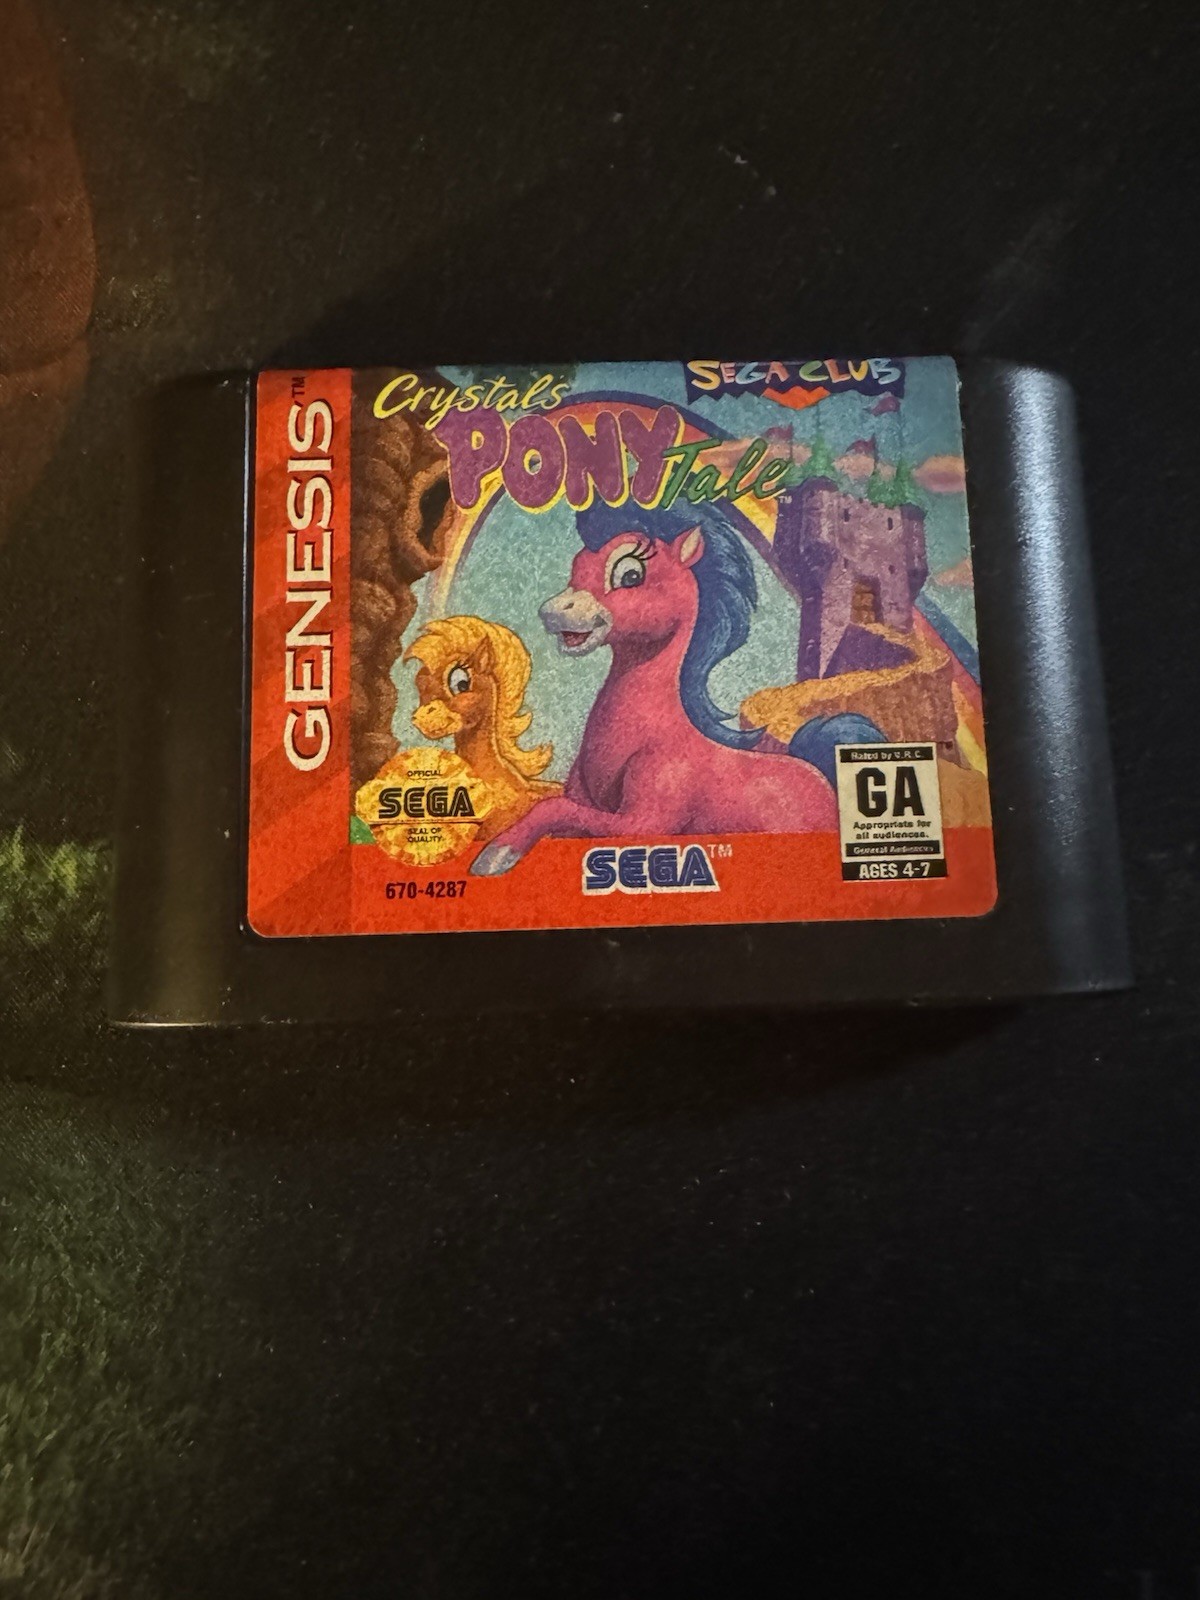 GENESIS™
SEGA CLUB
Crystal's
PONY Tale™
OFFICIAL
SEGA
SEAL OF
QUALITY
Rated by V.R.C.
GA
Appropriate for
all audiences.
General Audiences
AGES 4-7
SEGA™
670-4287